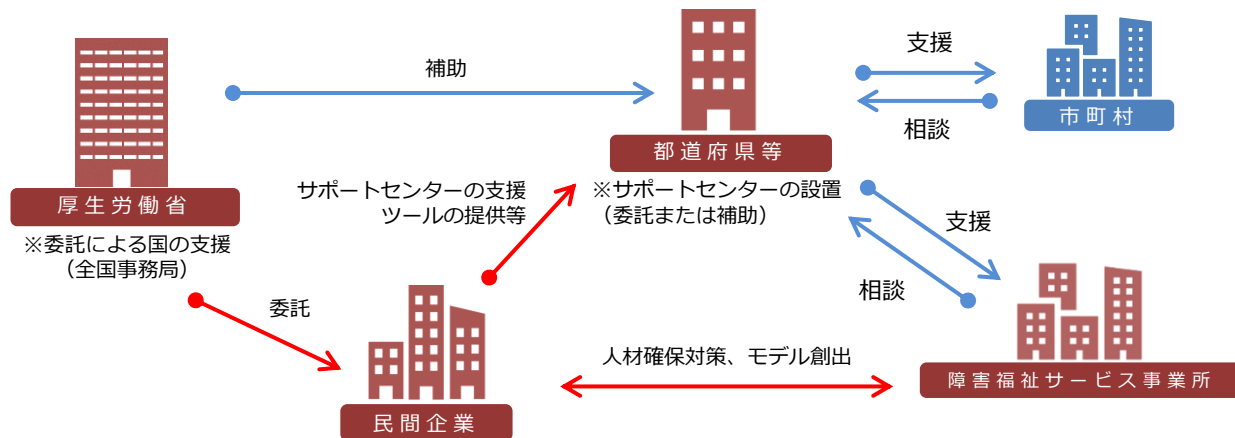 補助
支援
相談
市町村
都道府県等
厚生労働省
サポートセンターの支援
ツールの提供等
※サポートセンターの設置
（委託または補助）
※委託による国の支援
（全国事務局）
支援
相談
委託
人材確保対策、モデル創出
障害福祉サービス事業所
民間企業